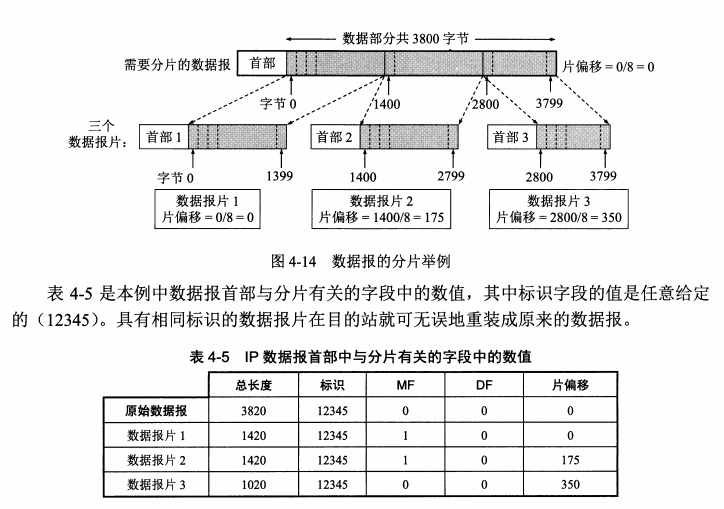 数据部分共 3800 字节
需要分片的数据报 首部 片偏移 = 0/8 = 0
字节 0 1400 2800 3799
三个
数据报片: 首部 1 首部 2 首部 3
字节 0 1399 1400 2799 2800 3799
数据报片 1 数据报片 2 数据报片 3
片偏移 = 0/8 = 0 片偏移 = 1400/8 = 175 片偏移 = 2800/8 = 350
图 4-14 数据报的分片举例
表 4-5 是本例中数据报首部与分片有关的字段中的数值，其中标识字段的值是任意给定
的（12345）。具有相同标识的数据报片在目的站就可无误地重装成原来的数据报。
表 4-5 IP 数据报首部中与分片有关的字段中的数值
总长度 标识 MF DF 片偏移
原始数据报 3820 12345 0 0 0
数据报片 1 1420 12345 1 0 0
数据报片 2 1420 12345 1 0 175
数据报片 3 1020 12345 0 0 350